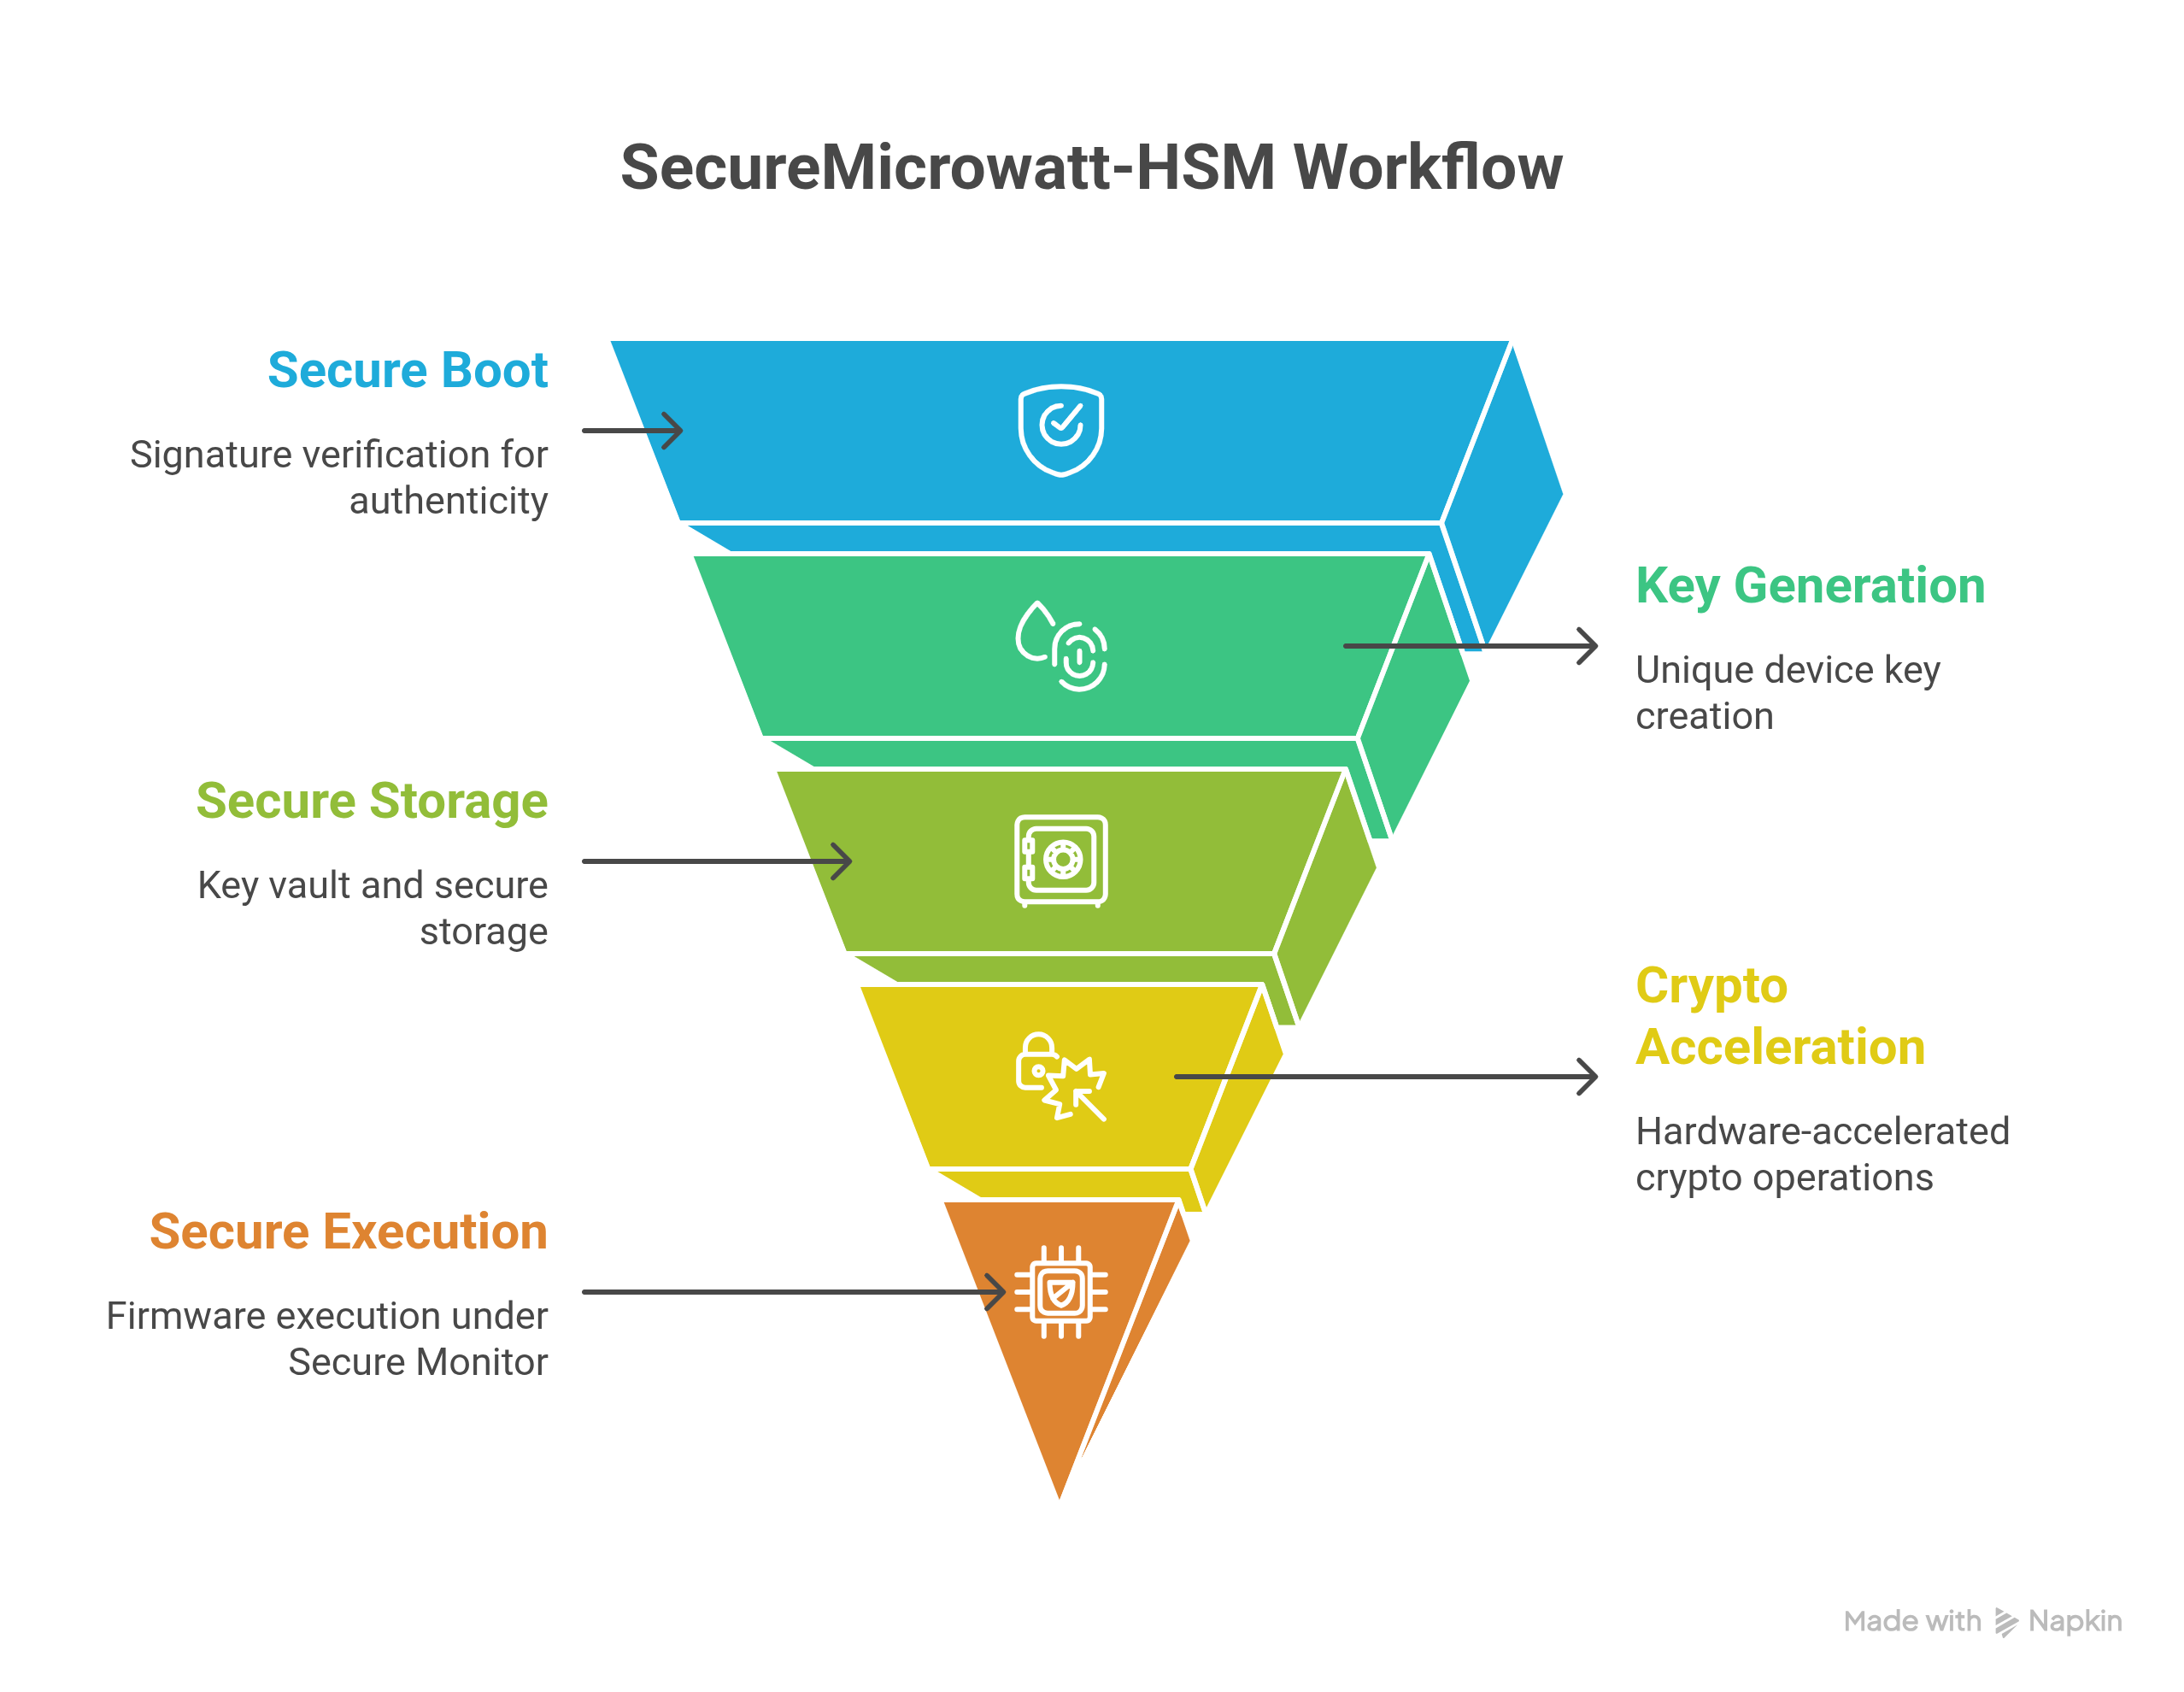 SecureMicrowatt-HSM Workflow
Secure Boot
Signature verification for
authenticity
Key Generation
Unique device key
creation
Secure Storage
Key vault and secure
storage
Crypto
Acceleration
Hardware-accelerated
crypto operations
Secure Execution
Firmware execution under
Secure Monitor
Made with Napkin